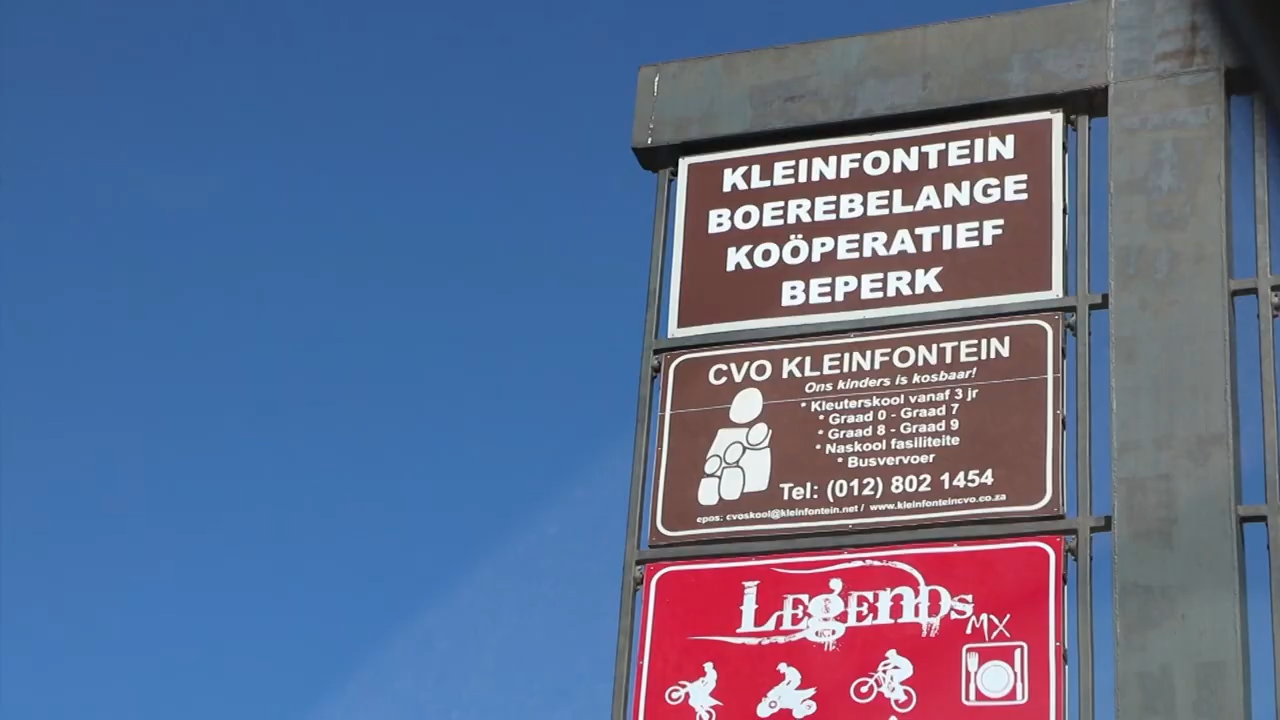 KLEINFONTEIN
BOEREBELANGE
KOÖPERATIEF
BEPERK
CVO KLEINFONTEIN
Ons kinders is kosbaar!
* Kleuterskool vanaf 3 jr
* Graad 0 - Graad 7
* Graad 8 - Graad 9
* Naskool fasiliteite
* Busvervoer
Tel: (012) 802 1454
epos: cvoskool@kleinfontein.net / www.kleinfonteincvo.co.za
Legends
MX